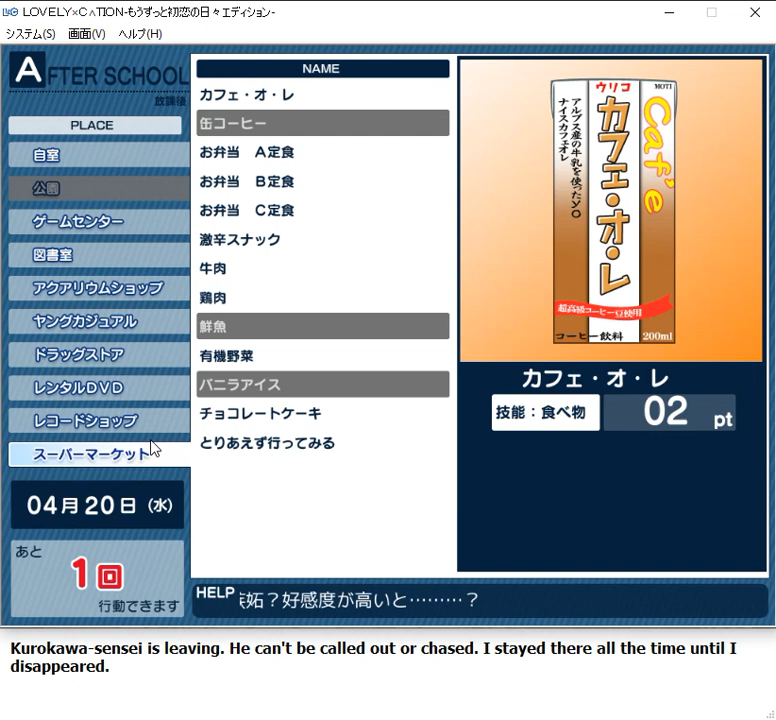 LOVELY×C∧TION-もうずっと初恋の日々エディション-
システム(S) 画面(V) ヘルプ(H)
AFTER SCHOOL
放課後
PLACE
自室
公園
ゲームセンター
図書室
アクアリウムショップ
ヤングカジュアル
ドラッグストア
レンタルDVD
レコードショップ
スーパーマーケット
04月20日 (水)
あと
1回
行動できます
NAME
カフェ・オ・レ
缶コーヒー
お弁当 A定食
お弁当 B定食
お弁当 C定食
激辛スナック
牛肉
鶏肉
鮮魚
有機野菜
バニラアイス
チョコレートケーキ
とりあえず行ってみる
ウリコ
MOTI
Caf'e
カフェ・オ・レ
アルプス産の牛乳を使ったソ〇
ナイスカフェオレ
超高級コーヒー豆使用
コーヒー飲料 200ml
カフェ・オ・レ
技能：食べ物 02 pt
HELP 妬？好感度が高いと………？
Kurokawa-sensei is leaving. He can't be called out or chased. I stayed there all the time until I
disappeared.